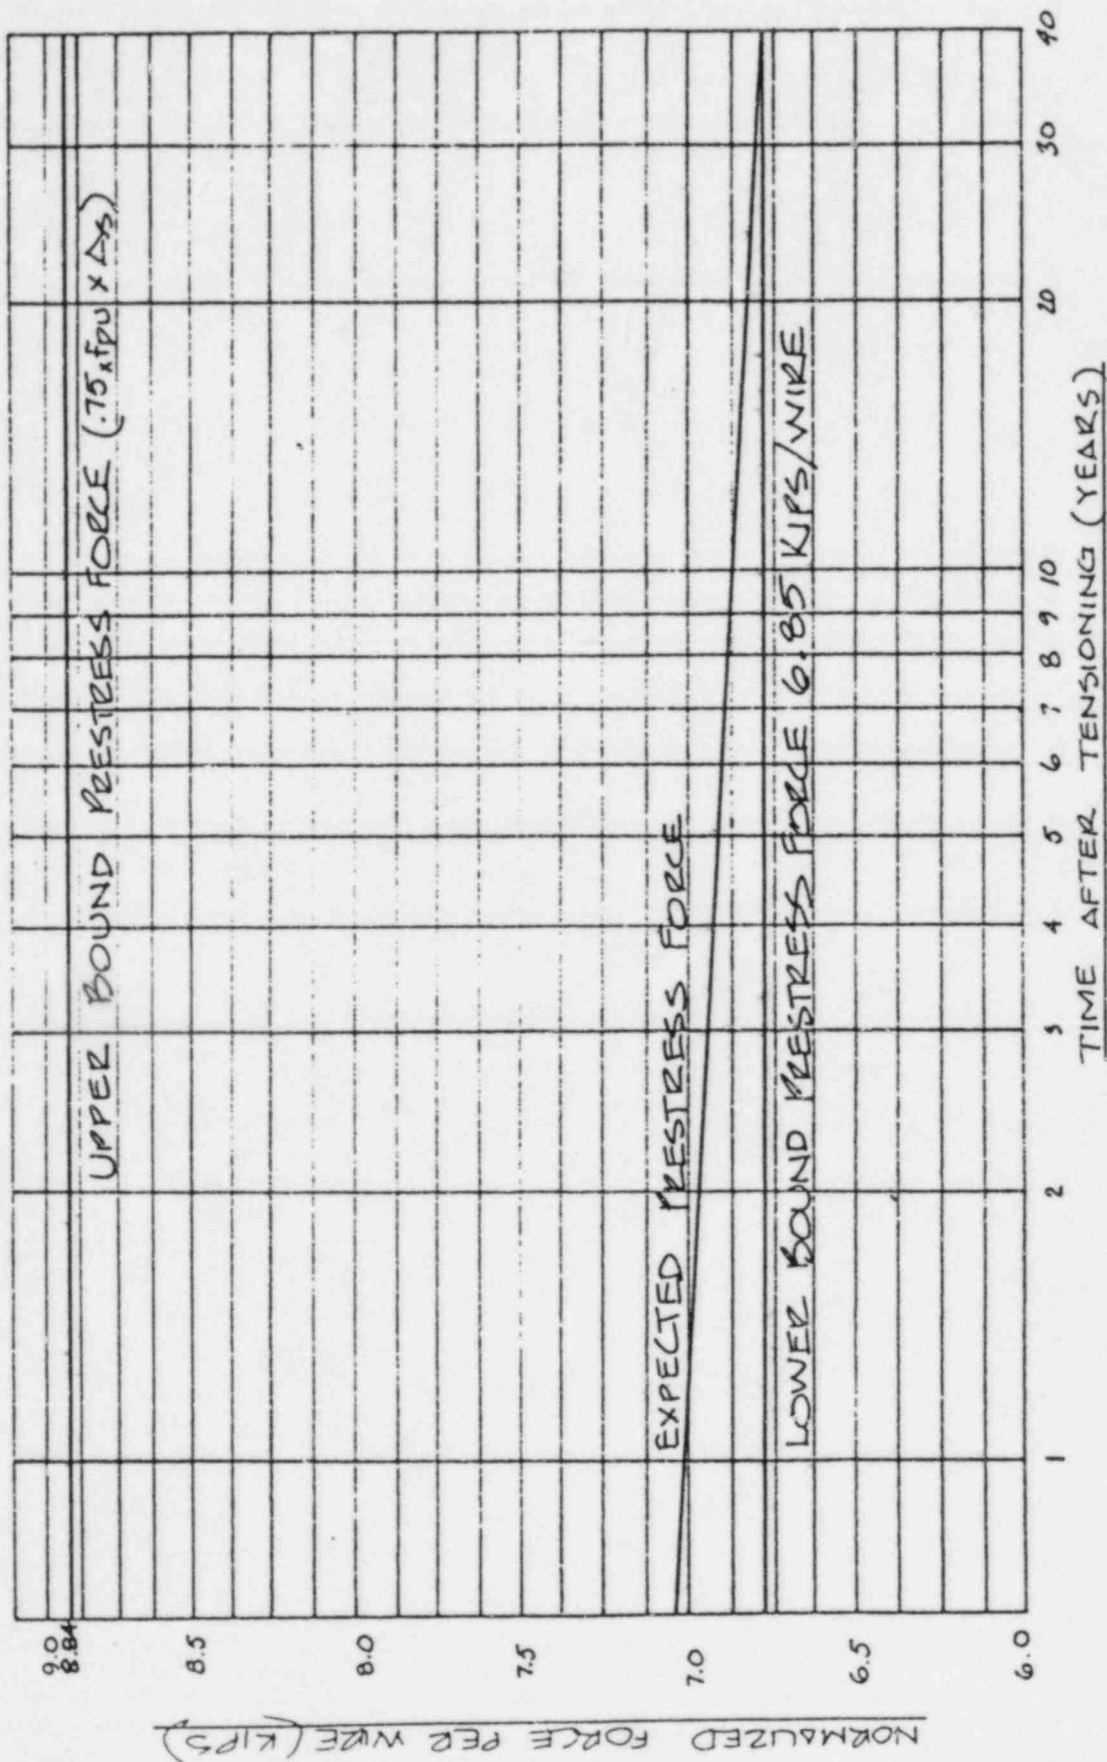 UPPER BOUND PRESTRESS FORCE (.75 x fpu x Aps)
EXPECTED PRESTRESS FORCE
LOWER BOUND PRESTRESS FORCE 6.85 KIPS/WIRE
NORMALIZED FORCE PER WIRE (KIPS)
9.0
8.84
8.5
8.0
7.5
7.0
6.5
6.0
1 2 3 4 5 6 7 8 9 10 20 30 40
TIME AFTER TENSIONING (YEARS)